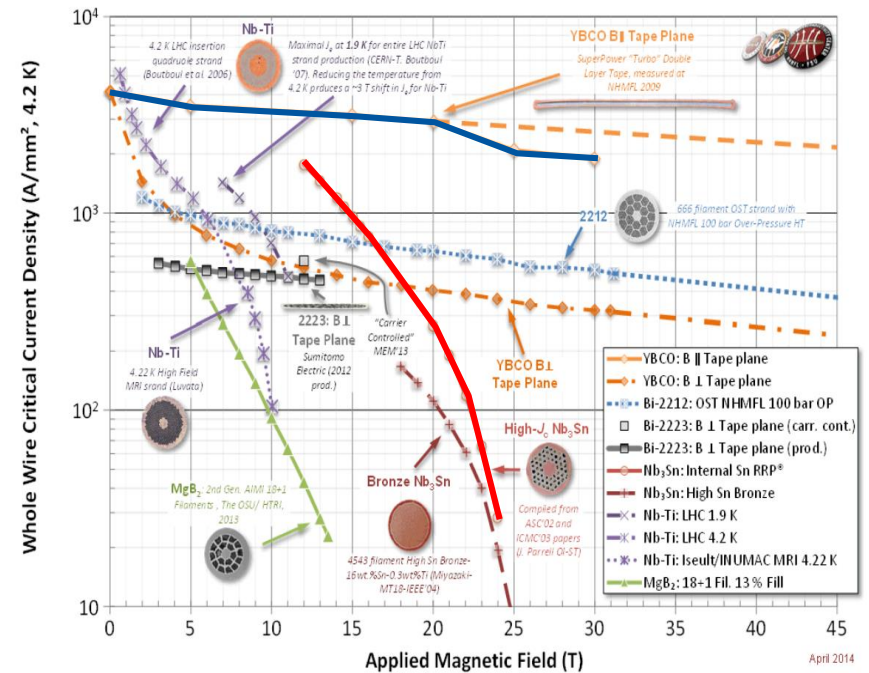 Whole Wire Critical Current Density (A/mm², 4.2 K)
10⁴
10³
10²
10
0
5
10
15
20
25
30
35
40
45
Applied Magnetic Field (T)
April 2014
Nb-Ti
4.2 K LHC insertion
quadrupole strand
(Boutboul et al. 2006)
Maximal Jₑ at 1.9 K for entire LHC NbTi
strand production (CERN-T. Boutboul
'07). Reducing the temperature from
4.2 K produces a ~3 T shift in Jₑ for Nb-Ti
YBCO B∥ Tape Plane
SuperPower "Turbo" Double
Layer Tape, measured at
NHMFL 2009
2212
666 filament OST strand with
NHMFL 100 bar Over-Pressure HT
2223: B⊥
Tape Plane
Sumitomo
Electric (2012
prod.)
"Carrier
Controlled"
MEM'13
YBCO B⊥
Tape Plane
Nb-Ti
4.22 K High Field
MRI srand (Luvata)
MgB₂: 2nd Gen. AIMI 18+1
Filaments, The OSU/ HTRI,
2013
Bronze Nb₃Sn
4543 filament High Sn Bronze-
16wt.%Sn-0.3wt%Ti (Miyazaki-
MT18-IEEE'04)
High-Jc Nb₃Sn
Compiled from
ASC'02 and
ICMC'03 papers
(J. Parrell OI-ST)
YBCO: B ∥ Tape plane
YBCO: B ⊥ Tape plane
Bi-2212: OST NHMFL 100 bar OP
Bi-2223: B ⊥ Tape plane (carr. cont.)
Bi-2223: B ⊥ Tape plane (prod.)
Nb₃Sn: Internal Sn RRP®
Nb₃Sn: High Sn Bronze
Nb-Ti: LHC 1.9 K
Nb-Ti: LHC 4.2 K
Nb-Ti: Iseult/INUMAC MRI 4.22 K
MgB₂: 18+1 Fil. 13 % Fill